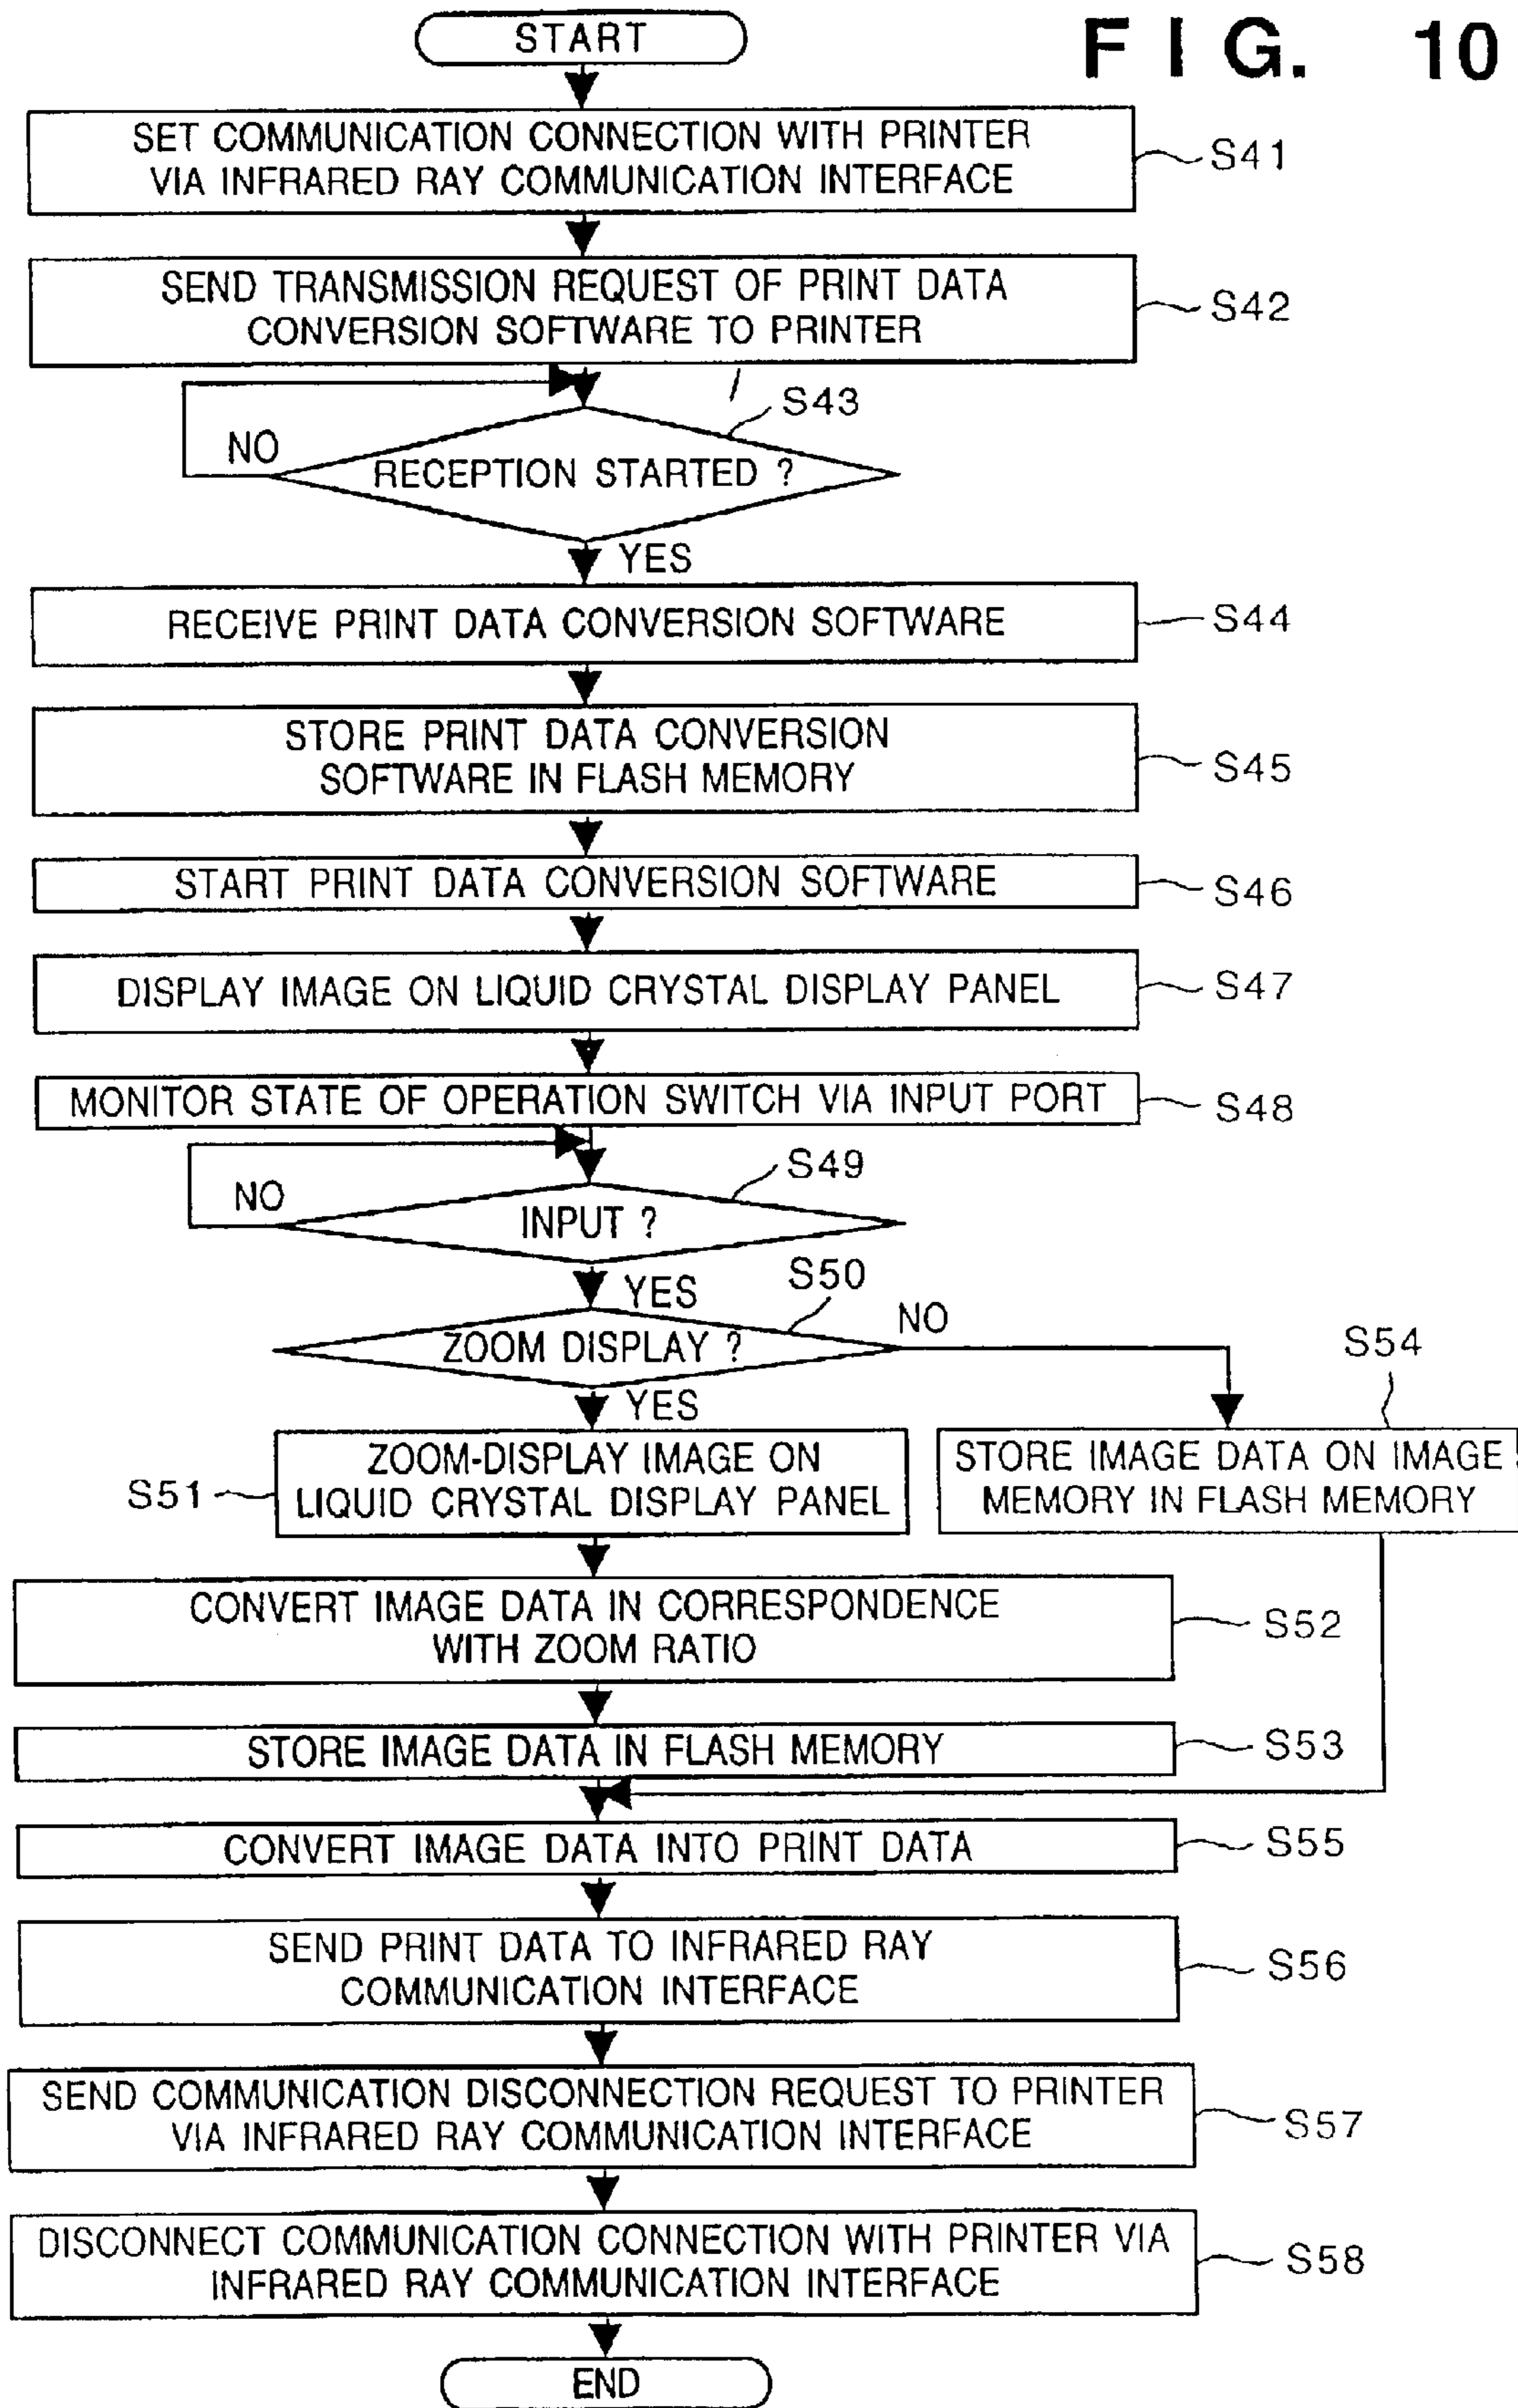 START
FIG. 10
SET COMMUNICATION CONNECTION WITH PRINTER
VIA INFRARED RAY COMMUNICATION INTERFACE
S41
SEND TRANSMISSION REQUEST OF PRINT DATA
CONVERSION SOFTWARE TO PRINTER
S42
S43
NO
RECEPTION STARTED ?
YES
RECEIVE PRINT DATA CONVERSION SOFTWARE
S44
STORE PRINT DATA CONVERSION
SOFTWARE IN FLASH MEMORY
S45
START PRINT DATA CONVERSION SOFTWARE
S46
DISPLAY IMAGE ON LIQUID CRYSTAL DISPLAY PANEL
S47
MONITOR STATE OF OPERATION SWITCH VIA INPUT PORT
S48
S49
NO
INPUT ?
YES
S50
ZOOM DISPLAY ?
NO
YES
S54
ZOOM-DISPLAY IMAGE ON
LIQUID CRYSTAL DISPLAY PANEL
S51
STORE IMAGE DATA ON IMAGE
MEMORY IN FLASH MEMORY
CONVERT IMAGE DATA IN CORRESPONDENCE
WITH ZOOM RATIO
S52
STORE IMAGE DATA IN FLASH MEMORY
S53
CONVERT IMAGE DATA INTO PRINT DATA
S55
SEND PRINT DATA TO INFRARED RAY
COMMUNICATION INTERFACE
S56
SEND COMMUNICATION DISCONNECTION REQUEST TO PRINTER
VIA INFRARED RAY COMMUNICATION INTERFACE
S57
DISCONNECT COMMUNICATION CONNECTION WITH PRINTER VIA
INFRARED RAY COMMUNICATION INTERFACE
S58
END